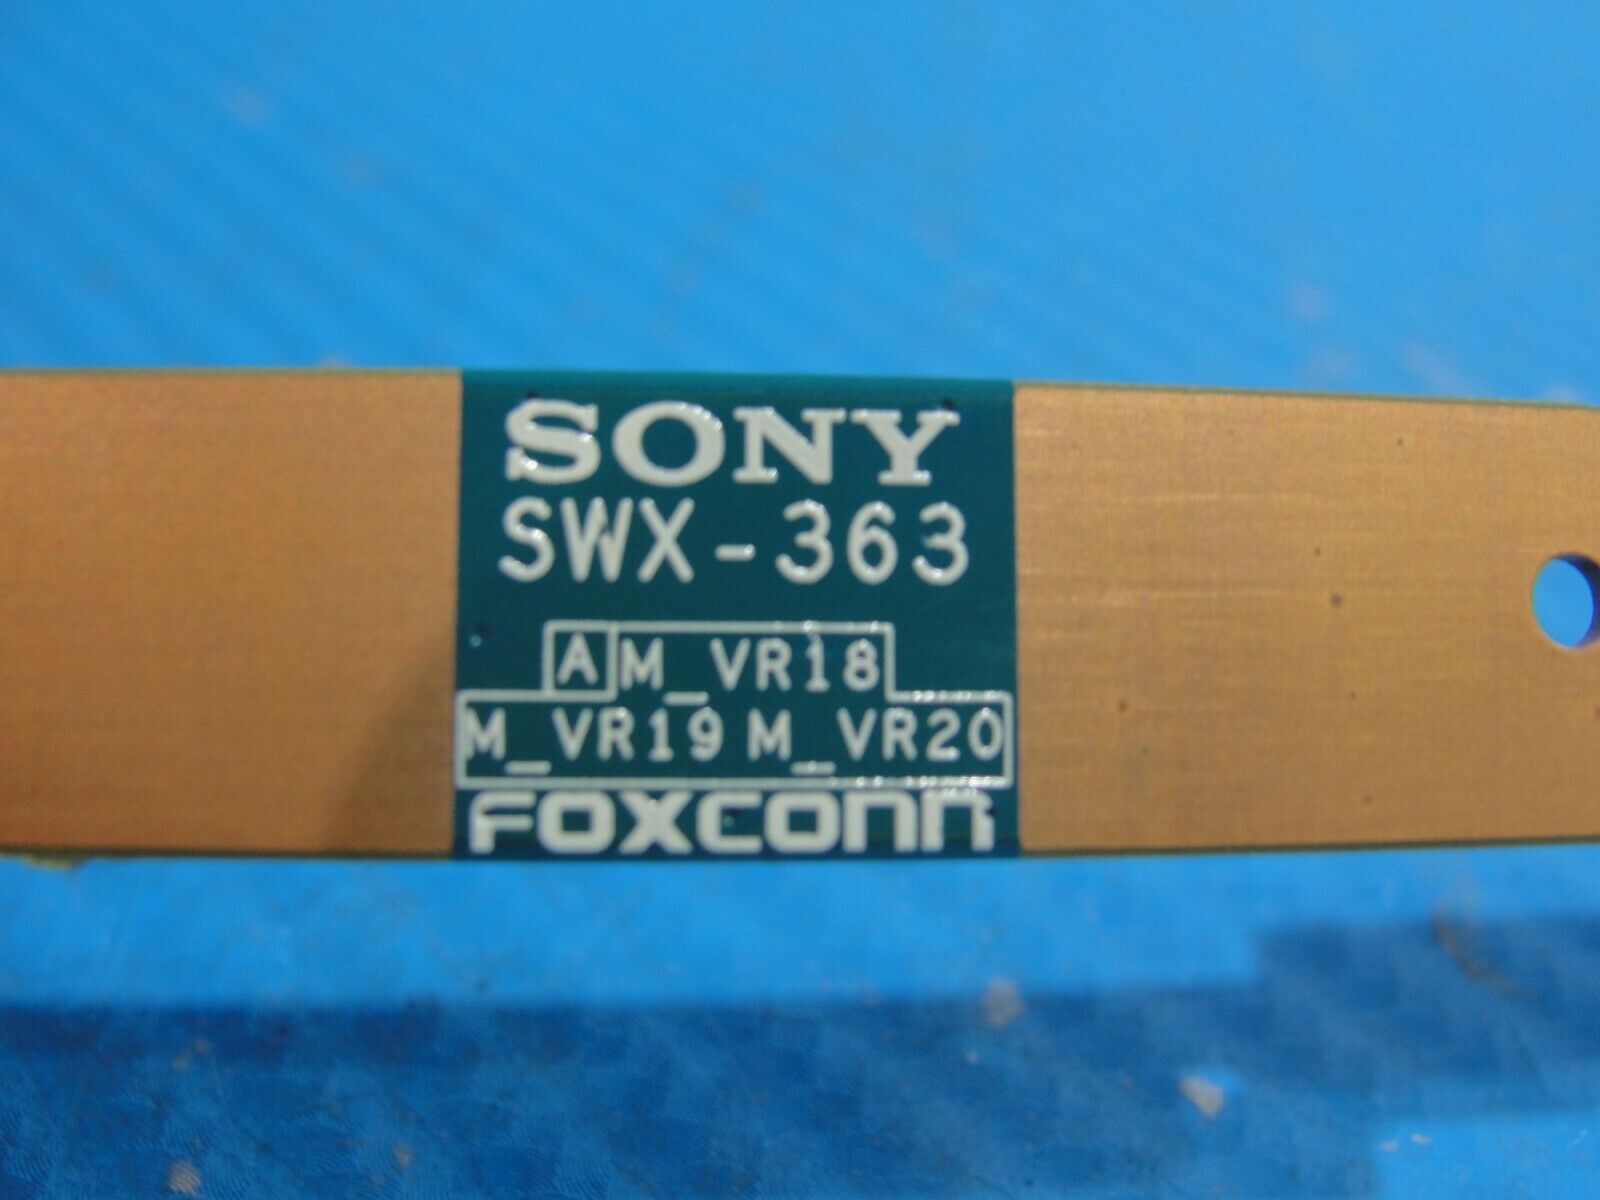 SONY
SWX-363
A M_VR18
M_VR19 M_VR20
FOXCONN